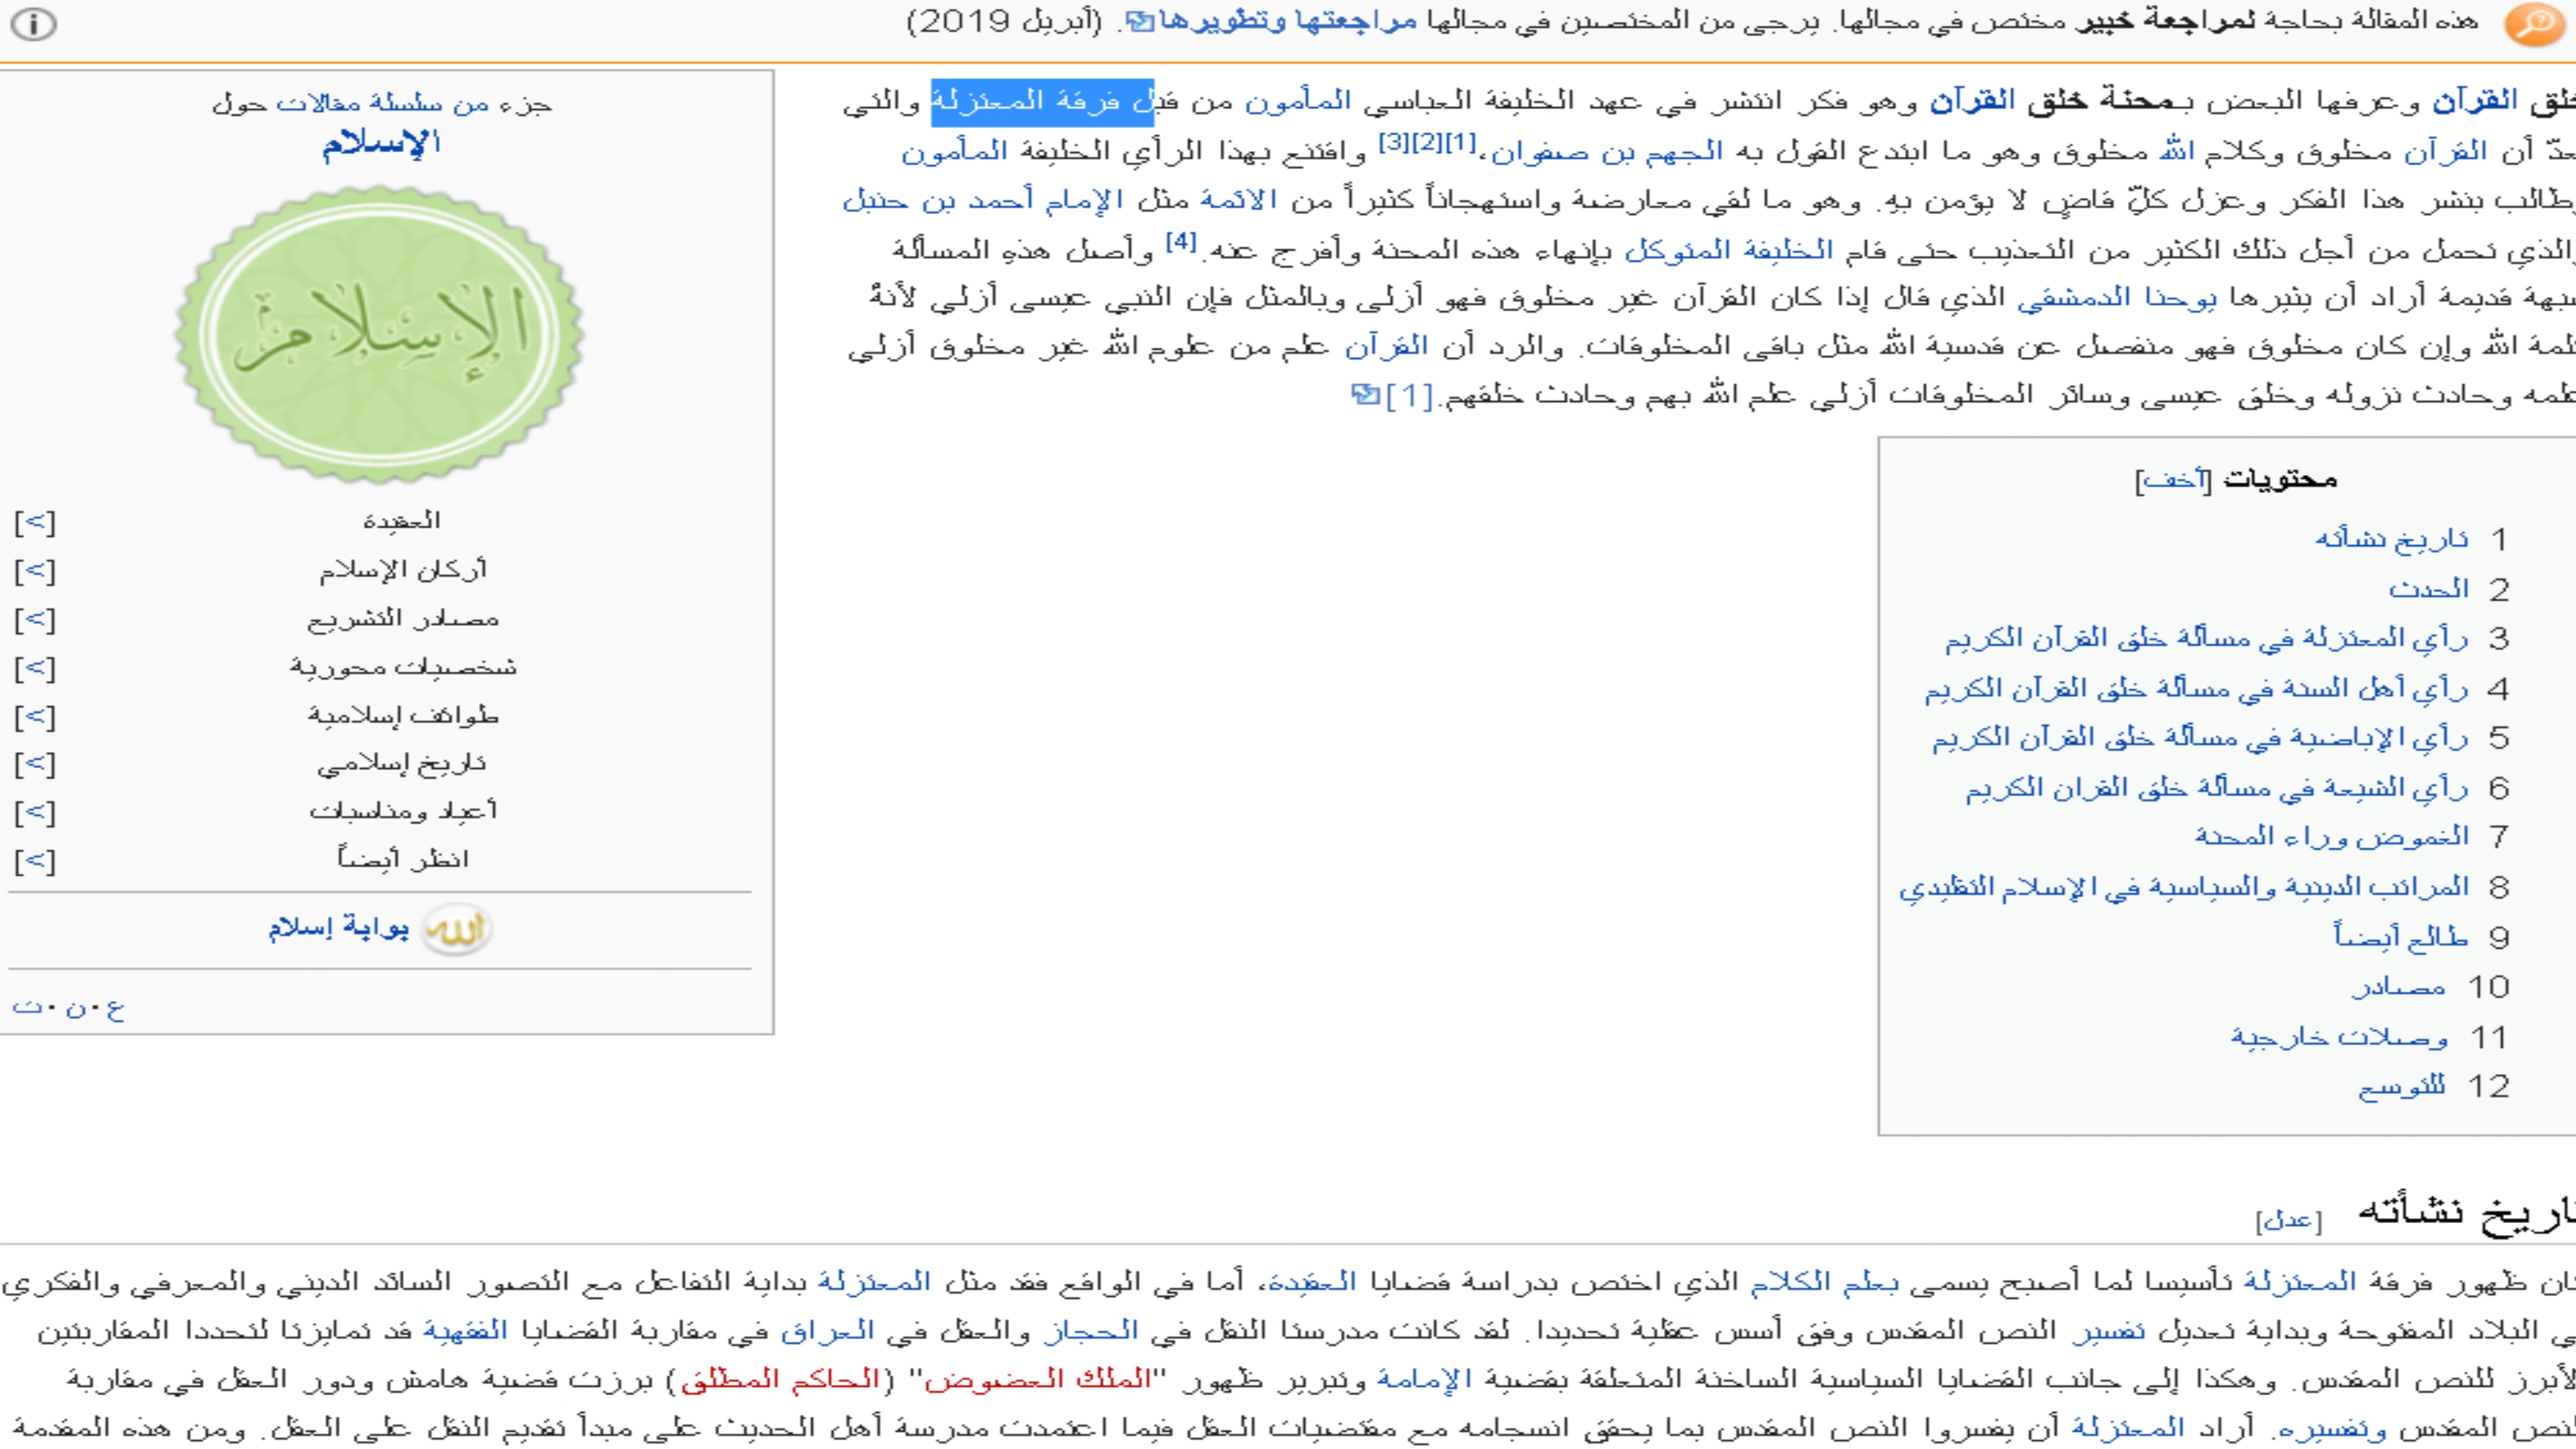 هذه المقالة بحاجة لمراجعة خبير مختص في مجالها. يرجى من المختصين في مجالها مراجعتها وتطويرها. (أبريل 2019)
خلق القرآن وعرفها البعض بـمحنة خلق القرآن وهو فكر انتشر في عهد الخليفة العباسي المأمون من قبل فرقة المعتزلة والتي
أن القرآن مخلوق وكلام الله مخلوق وهو ما ابتدع القول به الجهم بن صفوان،[1][2][3] واقتنع بهذا الرأي الخليفة المأمون
وطالب بنشر هذا الفكر وعزل كلّ قاضٍ لا يؤمن بهِ. وهو ما لقي معارضة واستهجاناً كثيراً من الائمة مثل الإمام أحمد بن حنبل
والذي تحمل من أجل ذلك الكثير من التعذيب حتى قام الخليفة المتوكل بإنهاء هذه المحنة وأفرج عنه.[4] وأصل هذهِ المسألة
شبهة قديمة أراد أن يثيرها يوحنا الدمشقي الذي قال إذا كان القرآن غير مخلوق فهو أزلي وبالمثل فإن النبي عيسى أزلي لأنهُ
كلمة الله وإن كان مخلوق فهو منفصل عن قدسية الله مثل باقي المخلوقات. والرد أن القرآن علم من علوم الله غير مخلوق أزلي
علمه وحادث نزوله وخلق عيسى وسائر المخلوقات أزلي علم الله بهم وحادث خلقهم.[1]
جزء من سلسلة مقالات حول
الإسلام
الإسلام
العقيدة [<]
أركان الإسلام [<]
مصادر التشريع [<]
شخصيات محورية [<]
طوائف إسلامية [<]
تاريخ إسلامي [<]
أعياد ومناسبات [<]
انظر أيضاً [<]
الله بوابة إسلام
ع · ن · ت
محتويات [أخف]
1 تاريخ نشأته
2 الحدث
3 رأي المعتزلة في مسألة خلق القرآن الكريم
4 رأي أهل السنة في مسألة خلق القرآن الكريم
5 رأي الإباضية في مسألة خلق القرآن الكريم
6 رأي الشيعة في مسألة خلق القران الكريم
7 الغموض وراء المحنة
8 المراتب الدينية والسياسية في الإسلام التقليدي
9 طالع أيضاً
10 مصادر
11 وصلات خارجية
12 للتوسع
تاريخ نشأته [عدل]
كان ظهور فرقة المعتزلة تأسيسا لما أصبح يسمى بعلم الكلام الذي اختص بدراسة قضايا العقيدة، أما في الواقع فقد مثل المعتزلة بداية التفاعل مع التصور السائد الديني والمعرفي والفكري
في البلاد المفتوحة وبداية تعديل تفسير النص المقدس وفق أسس عقلية تحديدا. لقد كانت مدرستا النقل في الحجاز والعقل في العراق في مقاربة القضايا الفقهية قد تمايزتا لتحددا المقاربتين
الأبرز للنص المقدس. وهكذا إلى جانب القضايا السياسية الساخنة المتعلقة بقضية الإمامة وتبرير ظهور "الملك العضوض" (الحاكم المطلق) برزت قضية هامش ودور العقل في مقاربة
النص المقدس وتفسيره. أراد المعتزلة أن يفسروا النص المقدس بما يحقق انسجامه مع مقتضيات العقل فيما اعتمدت مدرسة أهل الحديث على مبدأ تقديم النقل على العقل. ومن هذه المقدمة